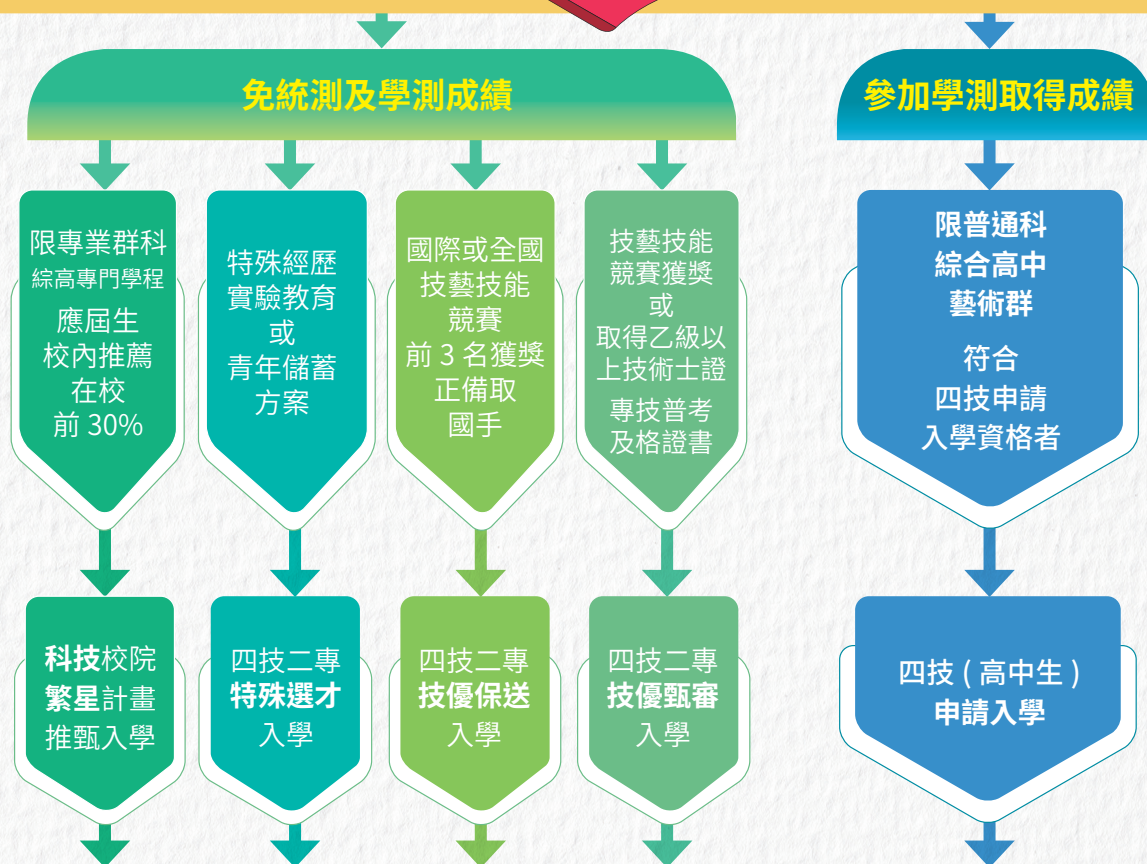 免統測及學測成績
參加學測取得成績
限專業群科
綜高專門學程
應屆生
校內推薦
在校
前 30%
特殊經歷
實驗教育
或
青年儲蓄
方案
國際或全國
技藝技能
競賽
前 3 名獲獎
正備取
國手
技藝技能
競賽獲獎
或
取得乙級以
上技術士證
專技普考
及格證書
限普通科
綜合高中
藝術群
符合
四技申請
入學資格者
科技校院
繁星計畫
推甄入學
四技二專
特殊選才
入學
四技二專
技優保送
入學
四技二專
技優甄審
入學
四技 ( 高中生 )
申請入學